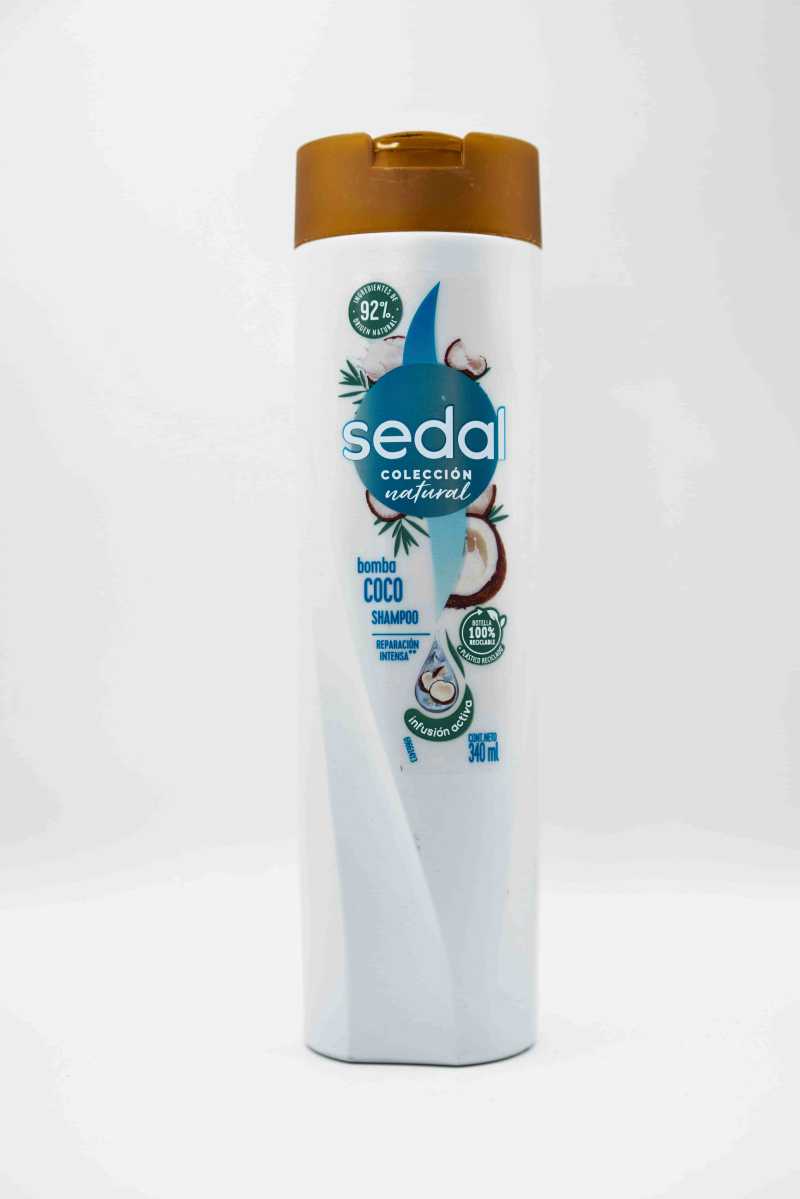 INGREDIENTES DE
92%
ORIGEN NATURAL*
sedal
COLECCIÓN
natural
bomba
COCO
SHAMPOO
REPARACIÓN
INTENSA**
BOTELLA
100%
RECICLABLE
PLÁSTICO RECICLADO
infusión activa
CONT. NETO
340 ml